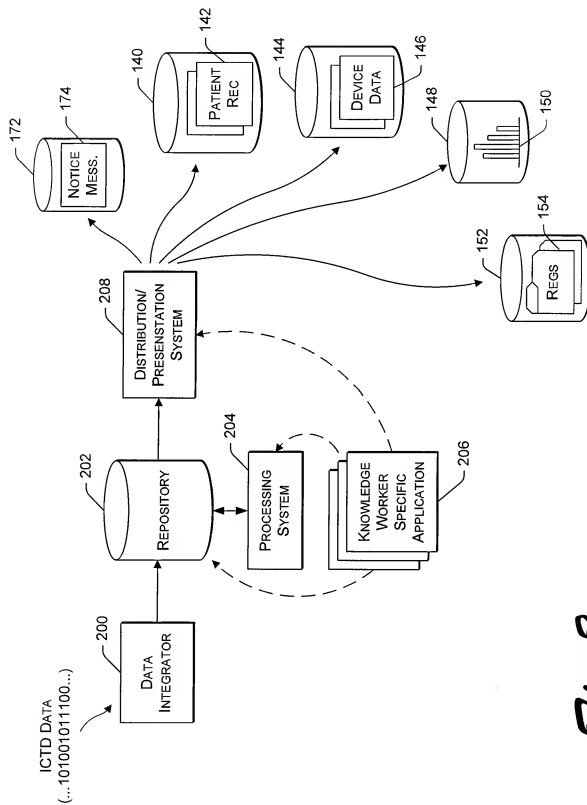 ICTD DATA
(...101001011100...)
200
DATA
INTEGRATOR
202
REPOSITORY
204
PROCESSING
SYSTEM
KNOWLEDGE
WORKER
SPECIFIC
APPLICATION
206
208
DISTRIBUTION/
PRESENSTATION
SYSTEM
172
174
NOTICE
MESS.
140
142
PATIENT
REC
144
DEVICE
DATA
146
148
150
152
154
REGS